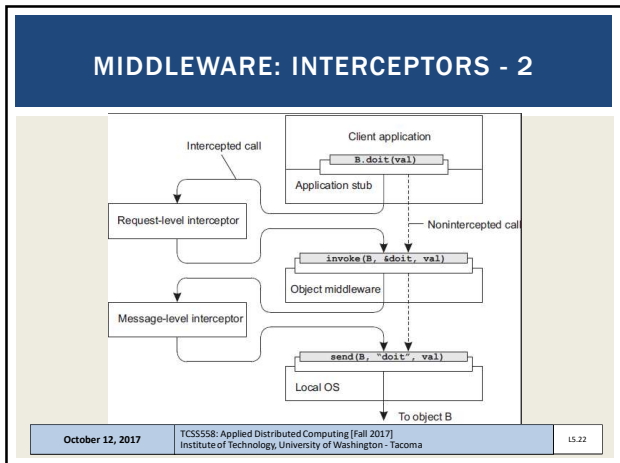 MIDDLEWARE: INTERCEPTORS - 2
Client application
Intercepted call
B.doit(val)
Application stub
Request-level interceptor
Nonintercepted call
invoke(B, &doit, val)
Object middleware
Message-level interceptor
send(B, "doit", val)
Local OS
To object B
October 12, 2017
TCSS558: Applied Distributed Computing [Fall 2017]
Institute of Technology, University of Washington - Tacoma
L5.22